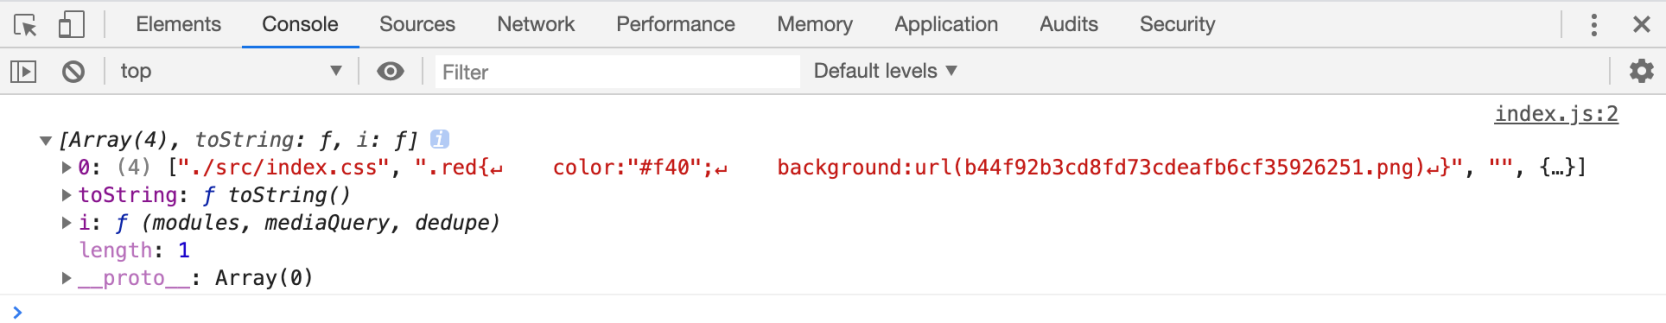 Elements Console Sources Network Performance Memory Application Audits Security
top ▼ Filter Default levels ▼
index.js:2
▼[Array(4), toString: ƒ, i: ƒ] i
▶0: (4) ["./src/index.css", ".red{↵    color:"#f40";↵    background:url(b44f92b3cd8fd73cdeafb6cf35926251.png)↵}", "", {…}]
▶toString: ƒ toString()
▶i: ƒ (modules, mediaQuery, dedupe)
length: 1
▶__proto__: Array(0)